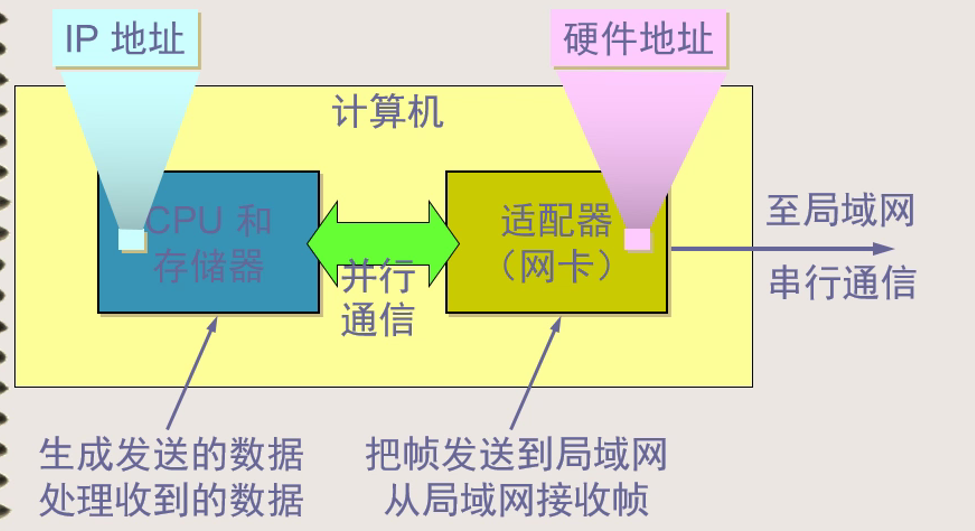 IP 地址
硬件地址
计算机
CPU 和
存储器
适配器
（网卡）
并行
通信
至局域网
串行通信
生成发送的数据
处理收到的数据
把帧发送到局域网
从局域网接收帧